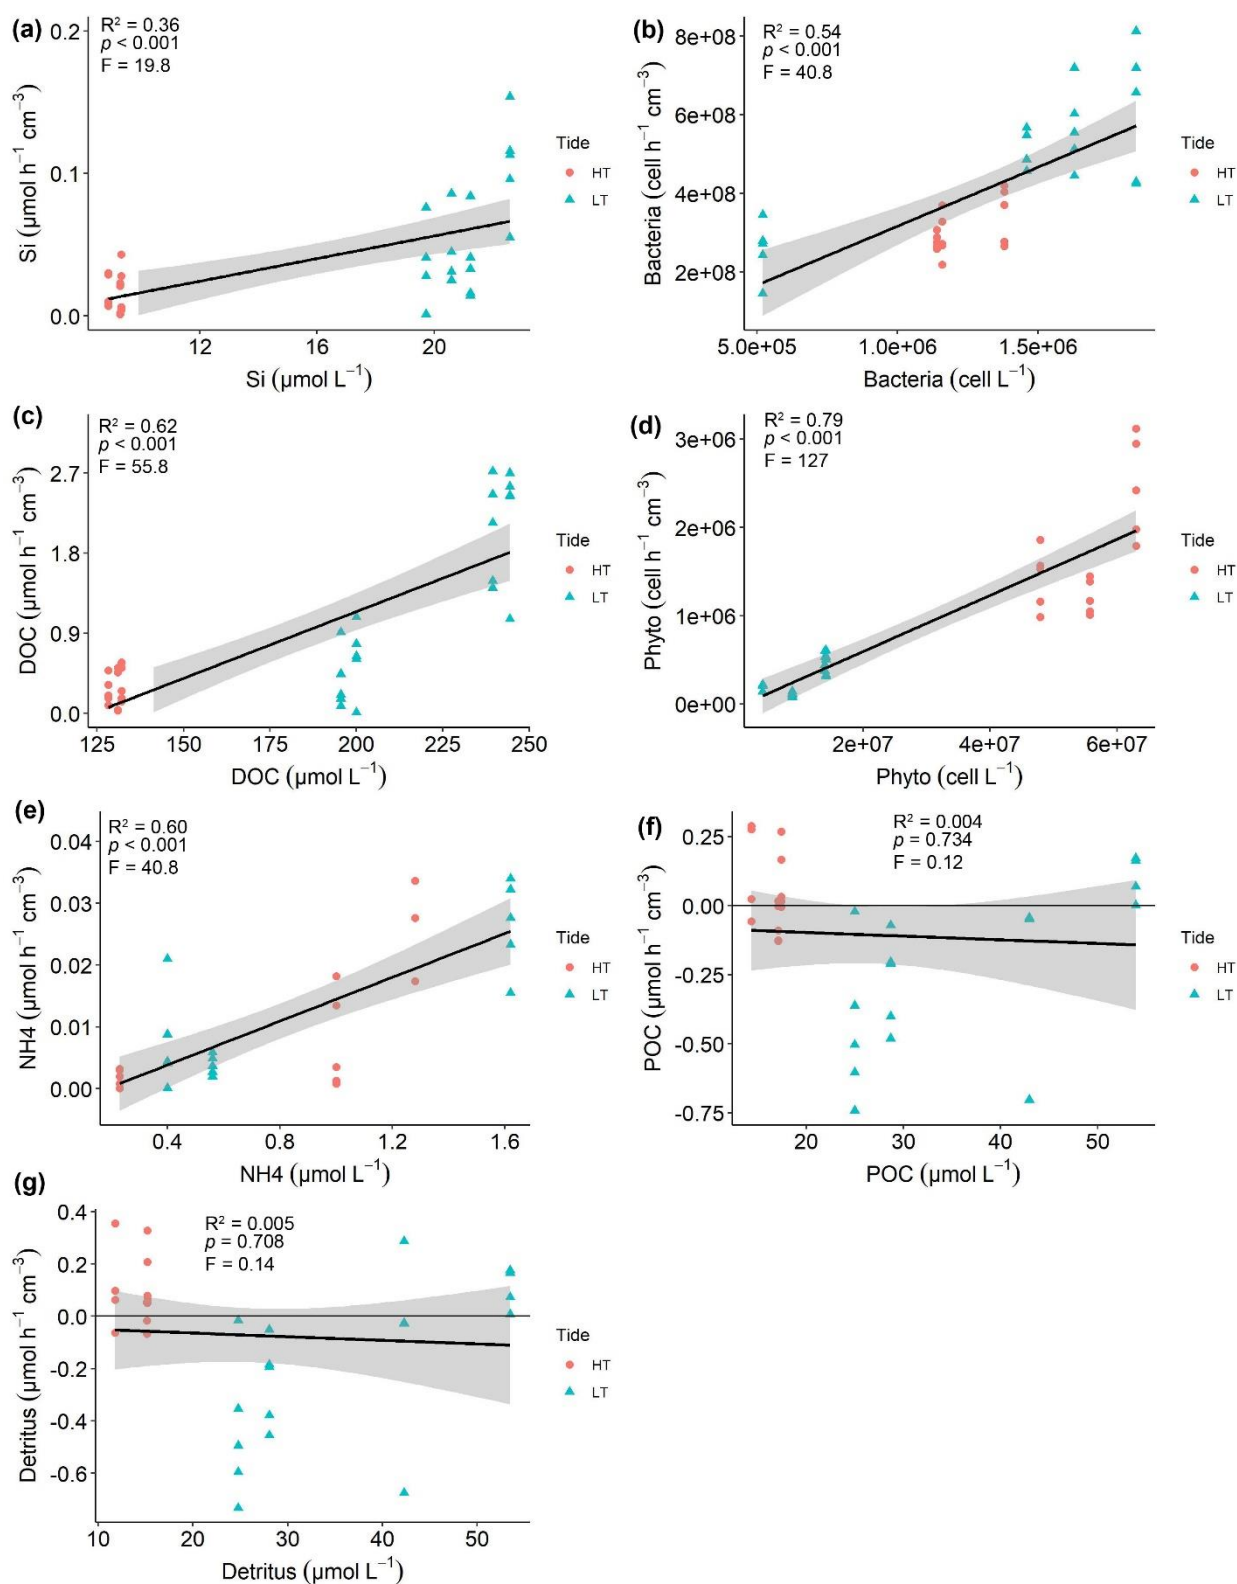 (a)
R² = 0.36
p < 0.001
F = 19.8
0.2
0.1
0.0
Si (µmol h⁻¹ cm⁻³)
12 16 20
Si (µmol L⁻¹)
Tide
HT
LT
(b)
R² = 0.54
p < 0.001
F = 40.8
8e+08
6e+08
4e+08
2e+08
Bacteria (cell h⁻¹ cm⁻³)
5.0e+05 1.0e+06 1.5e+06
Bacteria (cell L⁻¹)
Tide
HT
LT
(c)
R² = 0.62
p < 0.001
F = 55.8
2.7
1.8
0.9
0.0
DOC (µmol h⁻¹ cm⁻³)
125 150 175 200 225 250
DOC (µmol L⁻¹)
Tide
HT
LT
(d)
R² = 0.79
p < 0.001
F = 127
3e+06
2e+06
1e+06
0e+00
Phyto (cell h⁻¹ cm⁻³)
2e+07 4e+07 6e+07
Phyto (cell L⁻¹)
Tide
HT
LT
(e)
R² = 0.60
p < 0.001
F = 40.8
0.04
0.03
0.02
0.01
0.00
NH4 (µmol h⁻¹ cm⁻³)
0.4 0.8 1.2 1.6
NH4 (µmol L⁻¹)
Tide
HT
LT
(f)
R² = 0.004
p = 0.734
F = 0.12
0.25
0.00
-0.25
-0.50
-0.75
POC (µmol h⁻¹ cm⁻³)
20 30 40 50
POC (µmol L⁻¹)
Tide
HT
LT
(g)
R² = 0.005
p = 0.708
F = 0.14
0.4
0.2
0.0
-0.2
-0.4
-0.6
Detritus (µmol h⁻¹ cm⁻³)
10 20 30 40 50
Detritus (µmol L⁻¹)
Tide
HT
LT